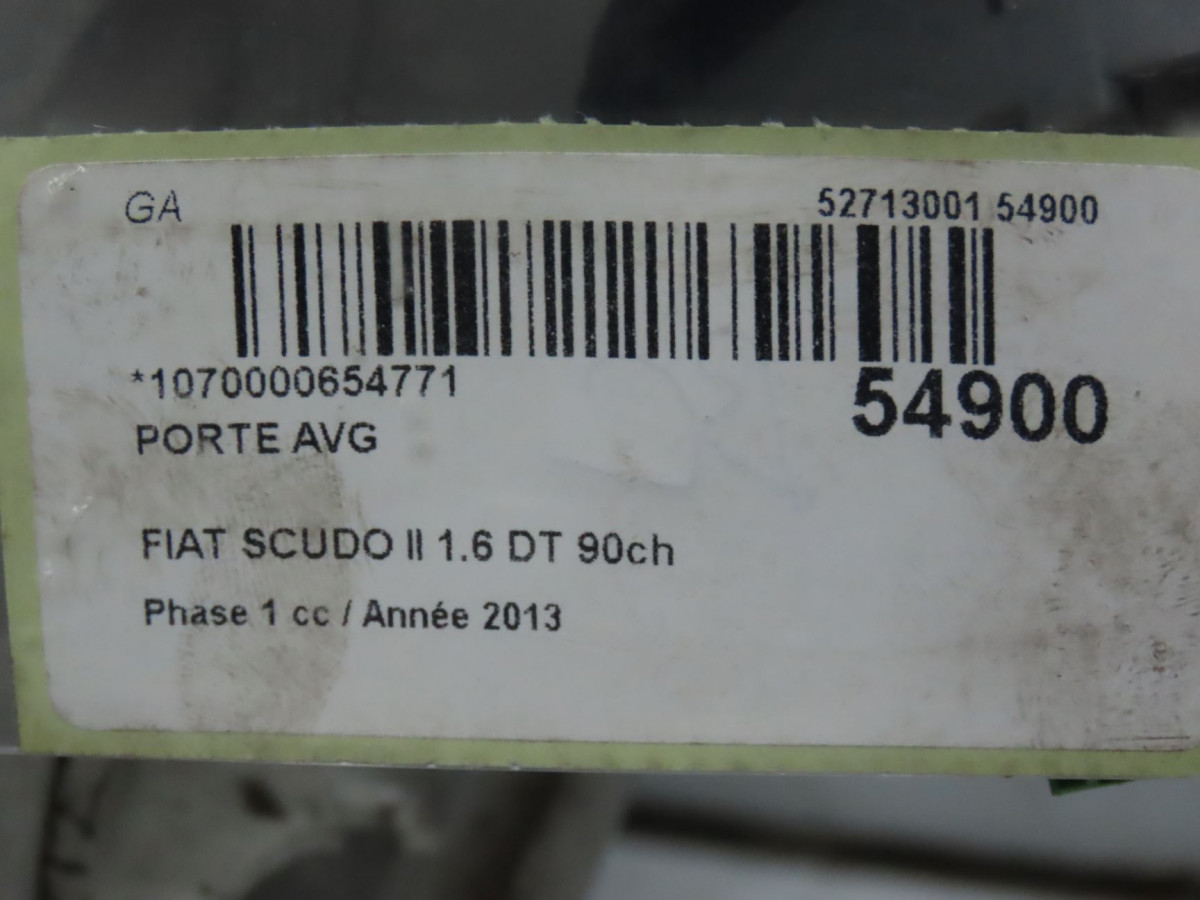 GA
52713001 54900
*1070000654771
54900
PORTE AVG
FIAT SCUDO II 1.6 DT 90ch
Phase 1 cc / Année 2013